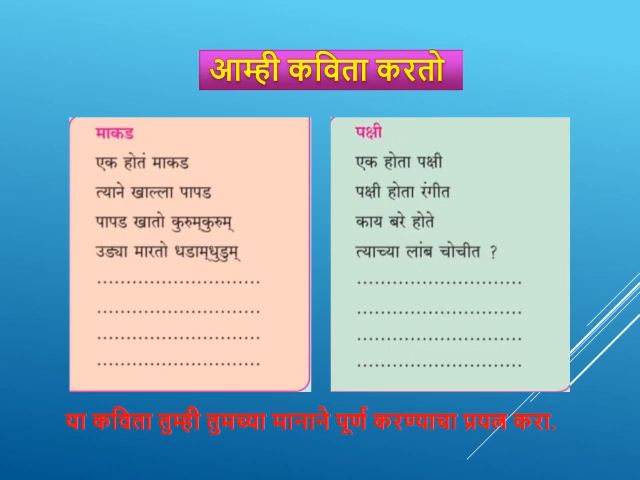 आम्ही कविता करतो
माकड
एक होतं माकड
त्याने खाल्ला पापड
पापड खातो कुरुम्‌कुरुम्
उड्या मारतो धडाम्‌धुडुम्
............................
............................
............................
............................
पक्षी
एक होता पक्षी
पक्षी होता रंगीत
काय बरे होते
त्याच्या लांब चोचीत ?
............................
............................
............................
............................
या कविता तुम्ही तुमच्या मानाने पूर्ण करण्याचा प्रयत्न करा.